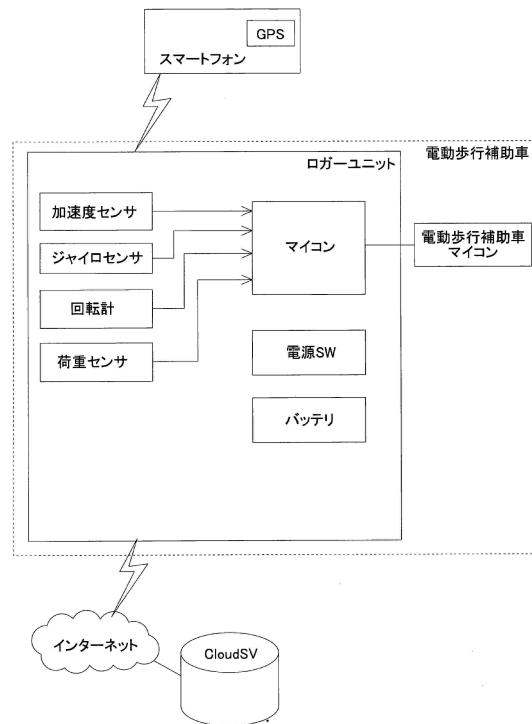 GPS
スマートフォン
電動歩行補助車
ロガーユニット
加速度センサ
ジャイロセンサ
回転計
荷重センサ
マイコン
電動歩行補助車
マイコン
電源SW
バッテリ
インターネット
CloudSV